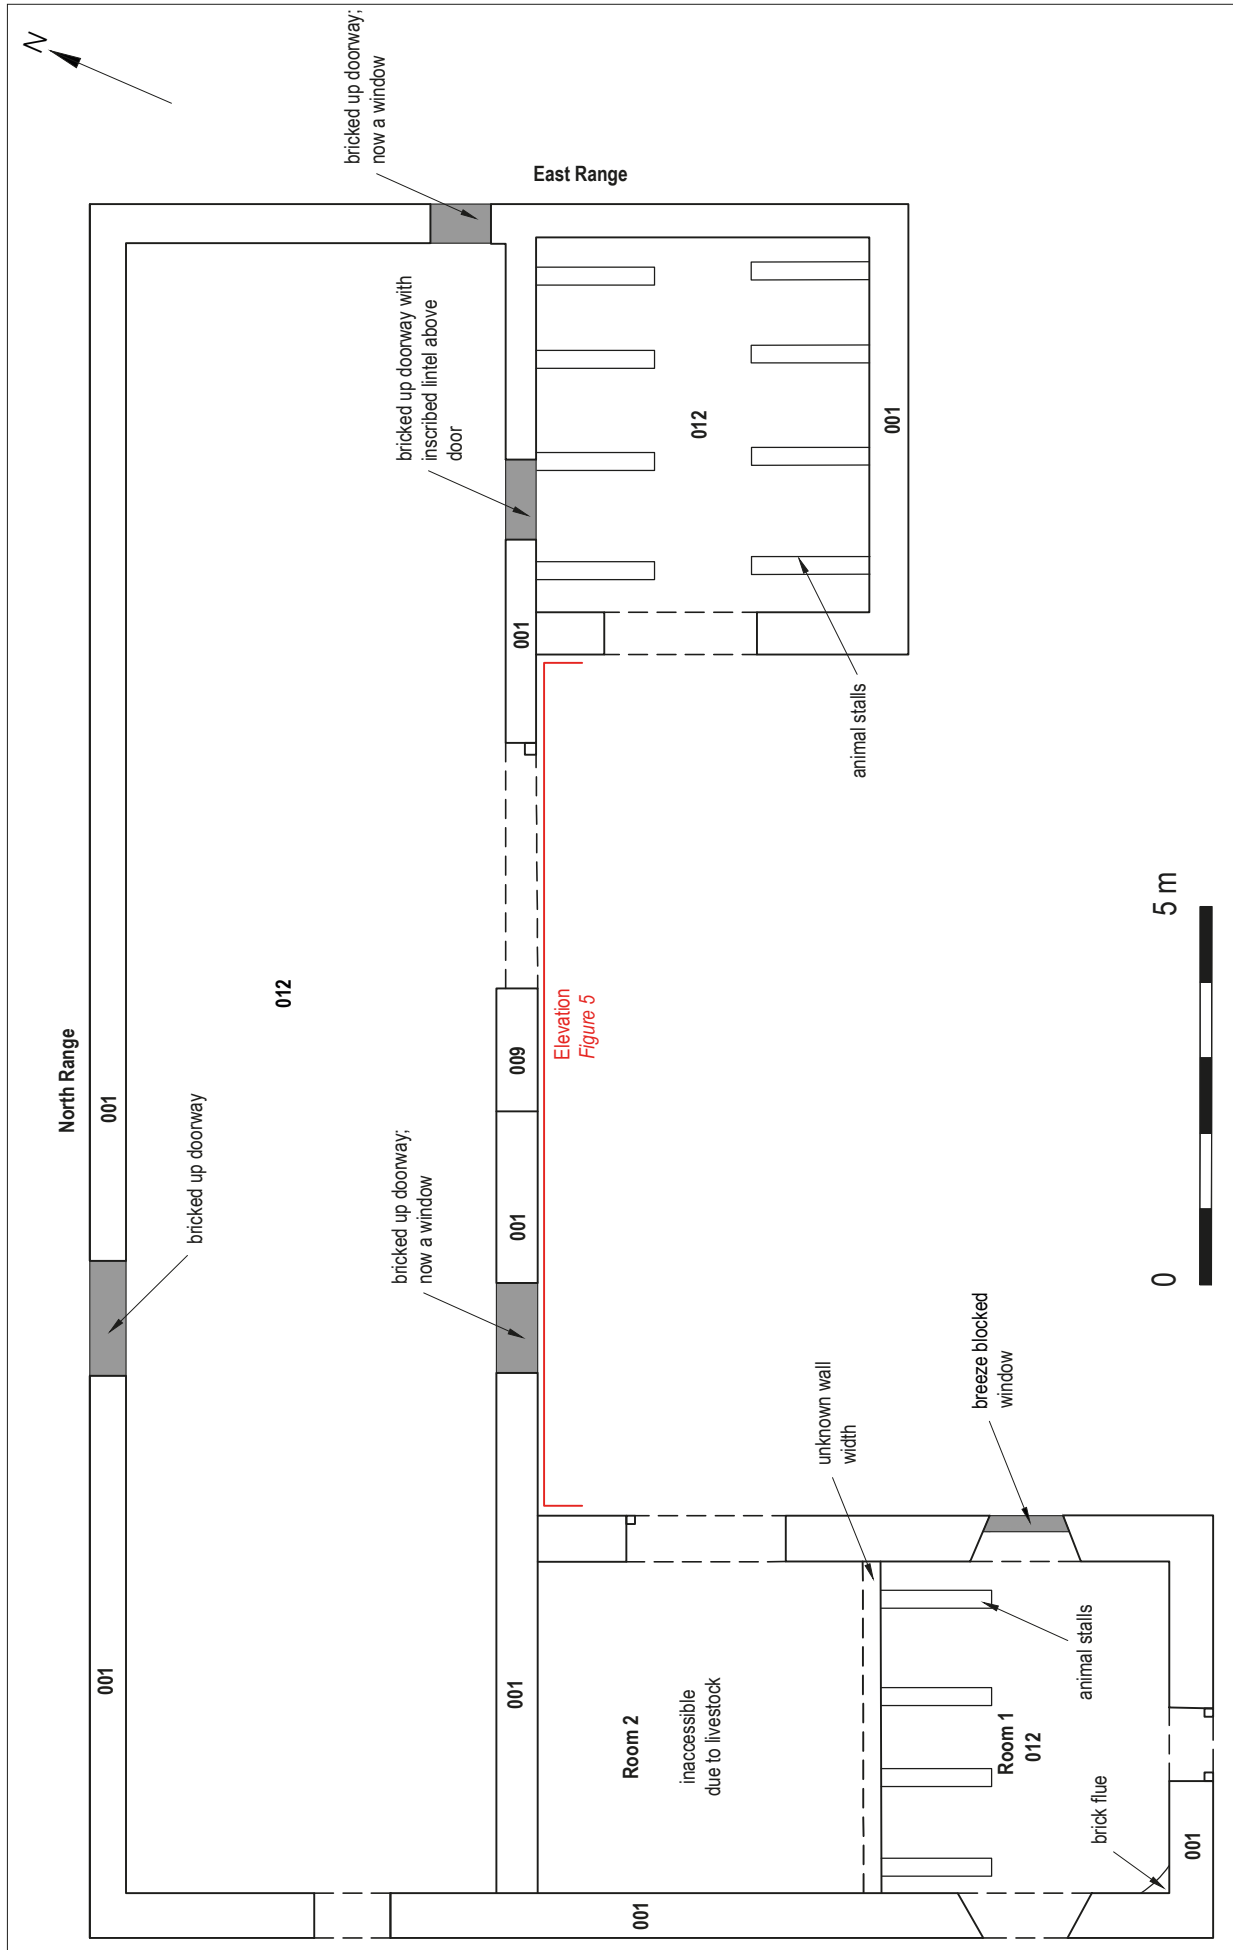 N
North Range
001
001
bricked up doorway
012
bricked up doorway;
now a window
East Range
bricked up doorway with
inscribed lintel above
door
bricked up doorway;
now a window
001
001
009
001
Elevation
Figure 5
012
001
animal stalls
Room 2
inaccessible
due to livestock
001
unknown wall
width
breeze blocked
window
Room 1
012
animal stalls
brick flue
001
0
5 m